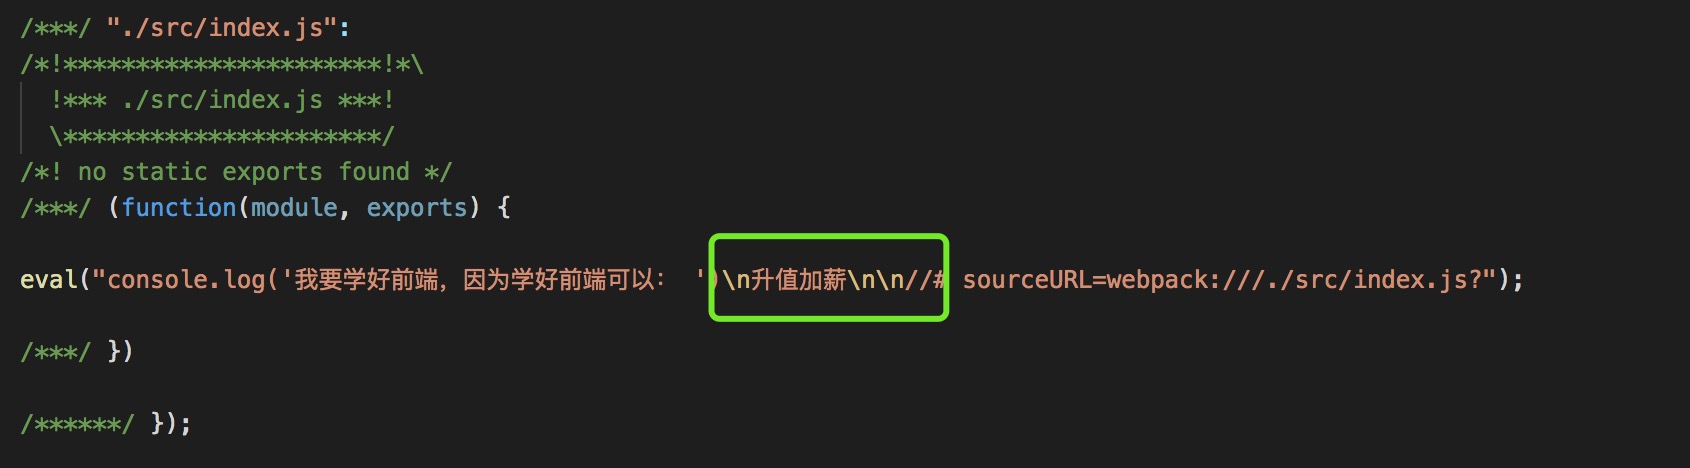 /***/ "./src/index.js":
/*!**********************!*\
  !*** ./src/index.js ***!
  \**********************/
/*! no static exports found */
/***/ (function(module, exports) {
eval("console.log('我要学好前端，因为学好前端可以： ')\n升值加薪\n\n//# sourceURL=webpack:///./src/index.js?");
/***/ })
/******/ });